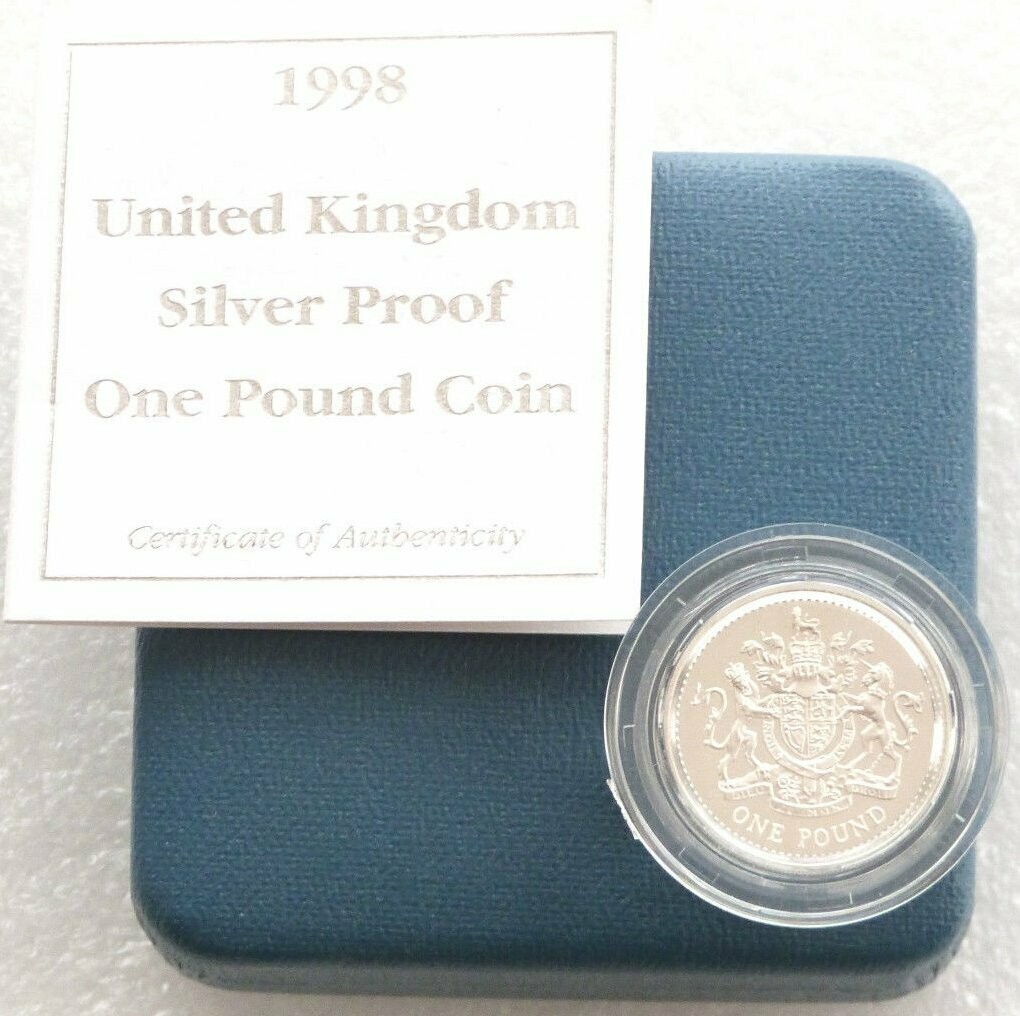 1998
United Kingdom
Silver Proof
One Pound Coin
Certificate of Authenticity
ONE POUND